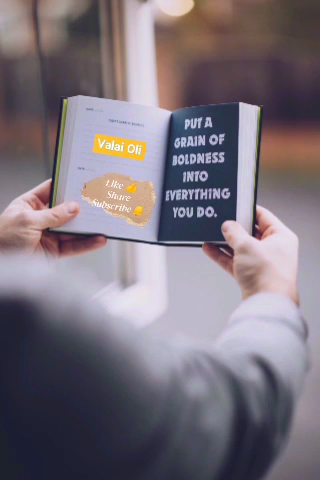 Valai Oli
Like 👍
Share
Subscribe 🔔
PUT A
GRAIN OF
BOLDNESS
INTO
EVERYTHING
YOU DO.